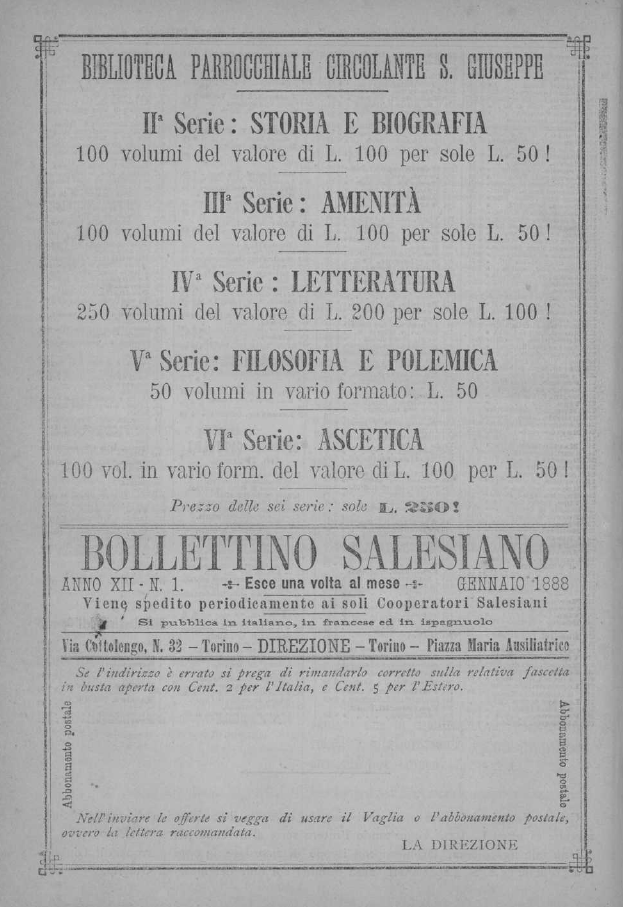 BIBLIOTECA PARROCCHIALE CIRCOLANTE S. GIUSEPPE
IIª Serie: STORIA E BIOGRAFIA
100 volumi del valore di L. 100 per sole L. 50!
IIIª Serie: AMENITÀ
100 volumi del valore di L. 100 per sole L. 50!
IVª Serie: LETTERATURA
250 volumi del valore di L. 200 per sole L. 100!
Vª Serie: FILOSOFIA E POLEMICA
50 volumi in vario formato: L. 50
VIª Serie: ASCETICA
100 vol. in vario form. del valore di L. 100 per L. 50!
Prezzo delle sei serie: sole L. 250!
BOLLETTINO SALESIANO
ANNO XII - N. 1. Esce una volta al mese GENNAIO 1888
Viene spedito periodicamente ai soli Cooperatori Salesiani
Si pubblica in italiano, in francese ed in ispagnuolo
Via Cottolengo, N. 32 – Torino – DIREZIONE – Torino – Piazza Maria Ausiliatrice
Se l'indirizzo è errato si prega di rimandarlo corretto sulla relativa fascetta
in busta aperta con Cent. 2 per l'Italia, e Cent. 5 per l'Estero.
Abbonamento postale
Abbonamento postale
Nell'inviare le offerte si vegga di usare il Vaglia o l'abbonamento postale,
ovvero la lettera raccomandata.
LA DIREZIONE